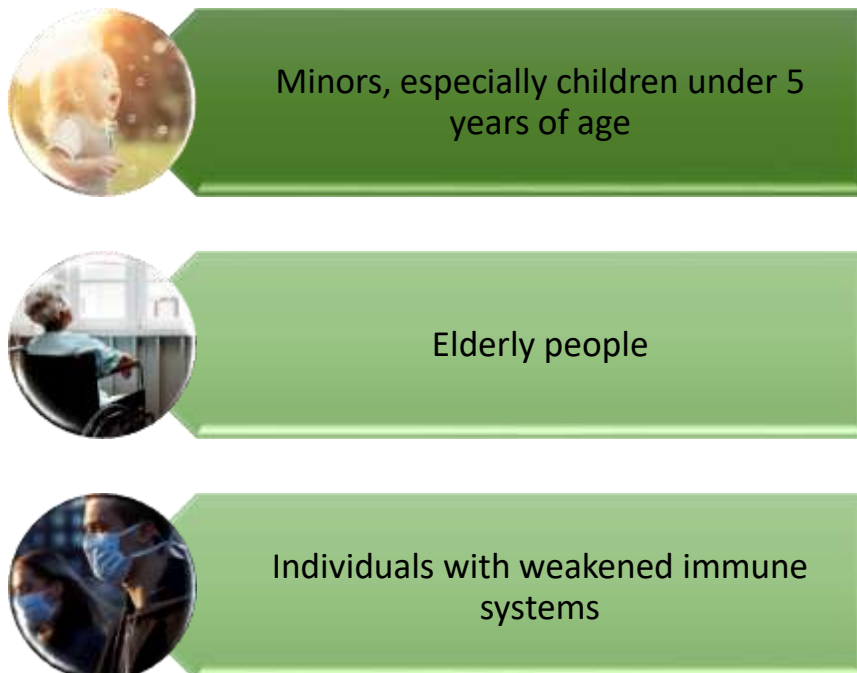 Minors, especially children under 5
years of age
Elderly people
Individuals with weakened immune
systems